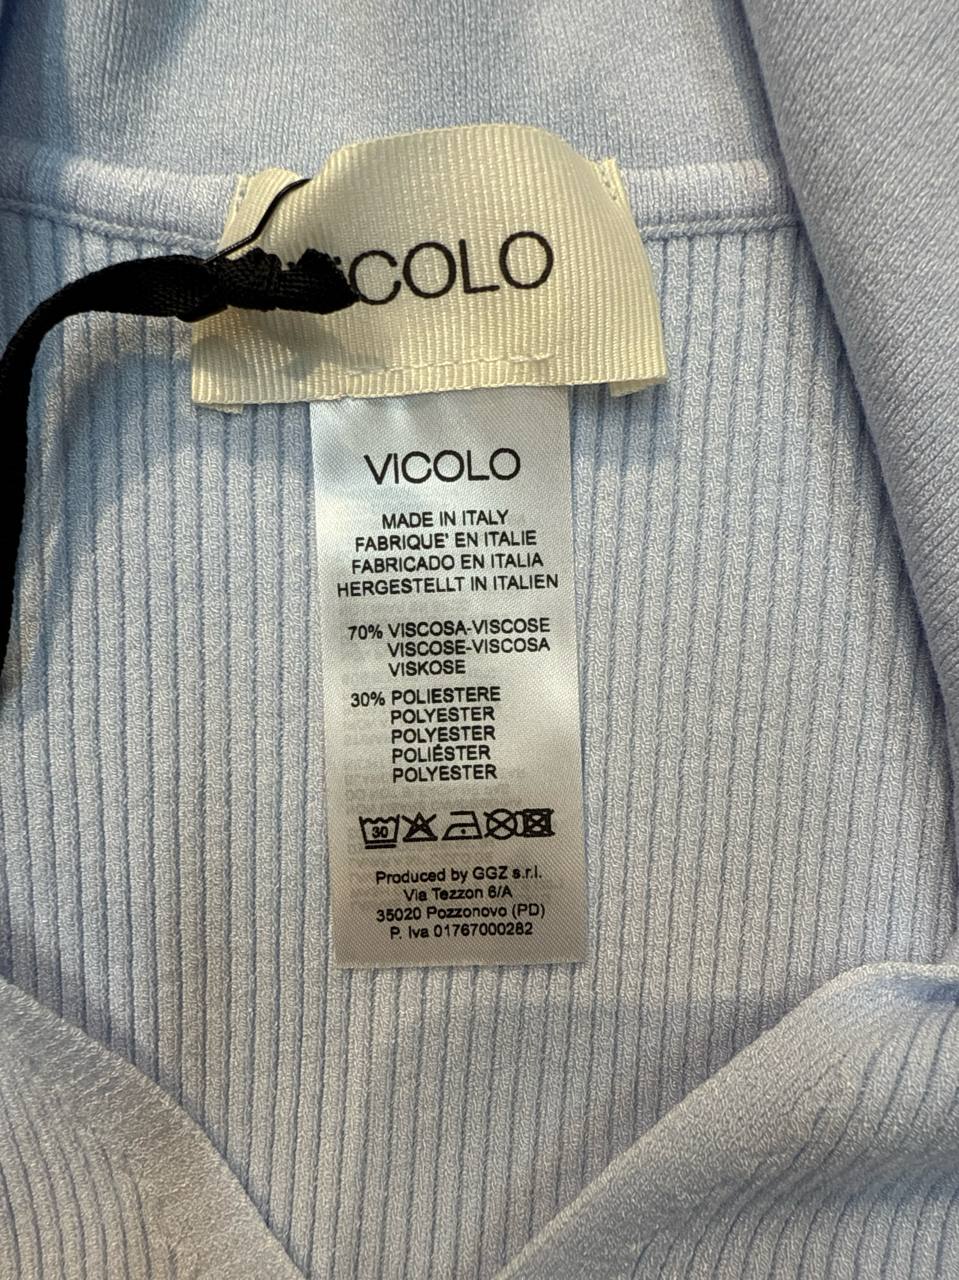 VICOLO
VICOLO
MADE IN ITALY
FABRIQUE' EN ITALIE
FABRICADO EN ITALIA
HERGESTELLT IN ITALIEN
70% VISCOSA-VISCOSE
VISCOSE-VISCOSA
VISKOSE
30% POLIESTERE
POLYESTER
POLYESTER
POLIÉSTER
POLYESTER
30
Produced by GGZ s.r.l.
Via Tezzon 6/A
35020 Pozzonovo (PD)
P. Iva 01767000282